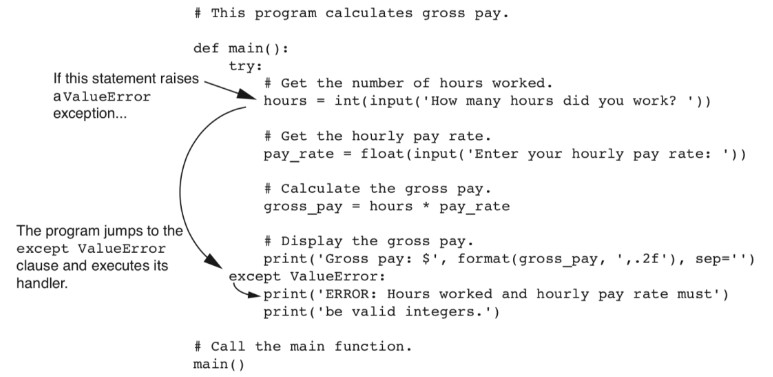 # This program calculates gross pay.
def main():
try:
If this statement raises
a ValueError
exception...
# Get the number of hours worked.
hours = int(input('How many hours did you work? '))
# Get the hourly pay rate.
pay_rate = float(input('Enter your hourly pay rate: '))
# Calculate the gross pay.
gross_pay = hours * pay_rate
The program jumps to the
except ValueError
clause and executes its
handler.
# Display the gross pay.
print('Gross pay: $', format(gross_pay, ',.2f'), sep='')
except ValueError:
print('ERROR: Hours worked and hourly pay rate must')
print('be valid integers.')
# Call the main function.
main()